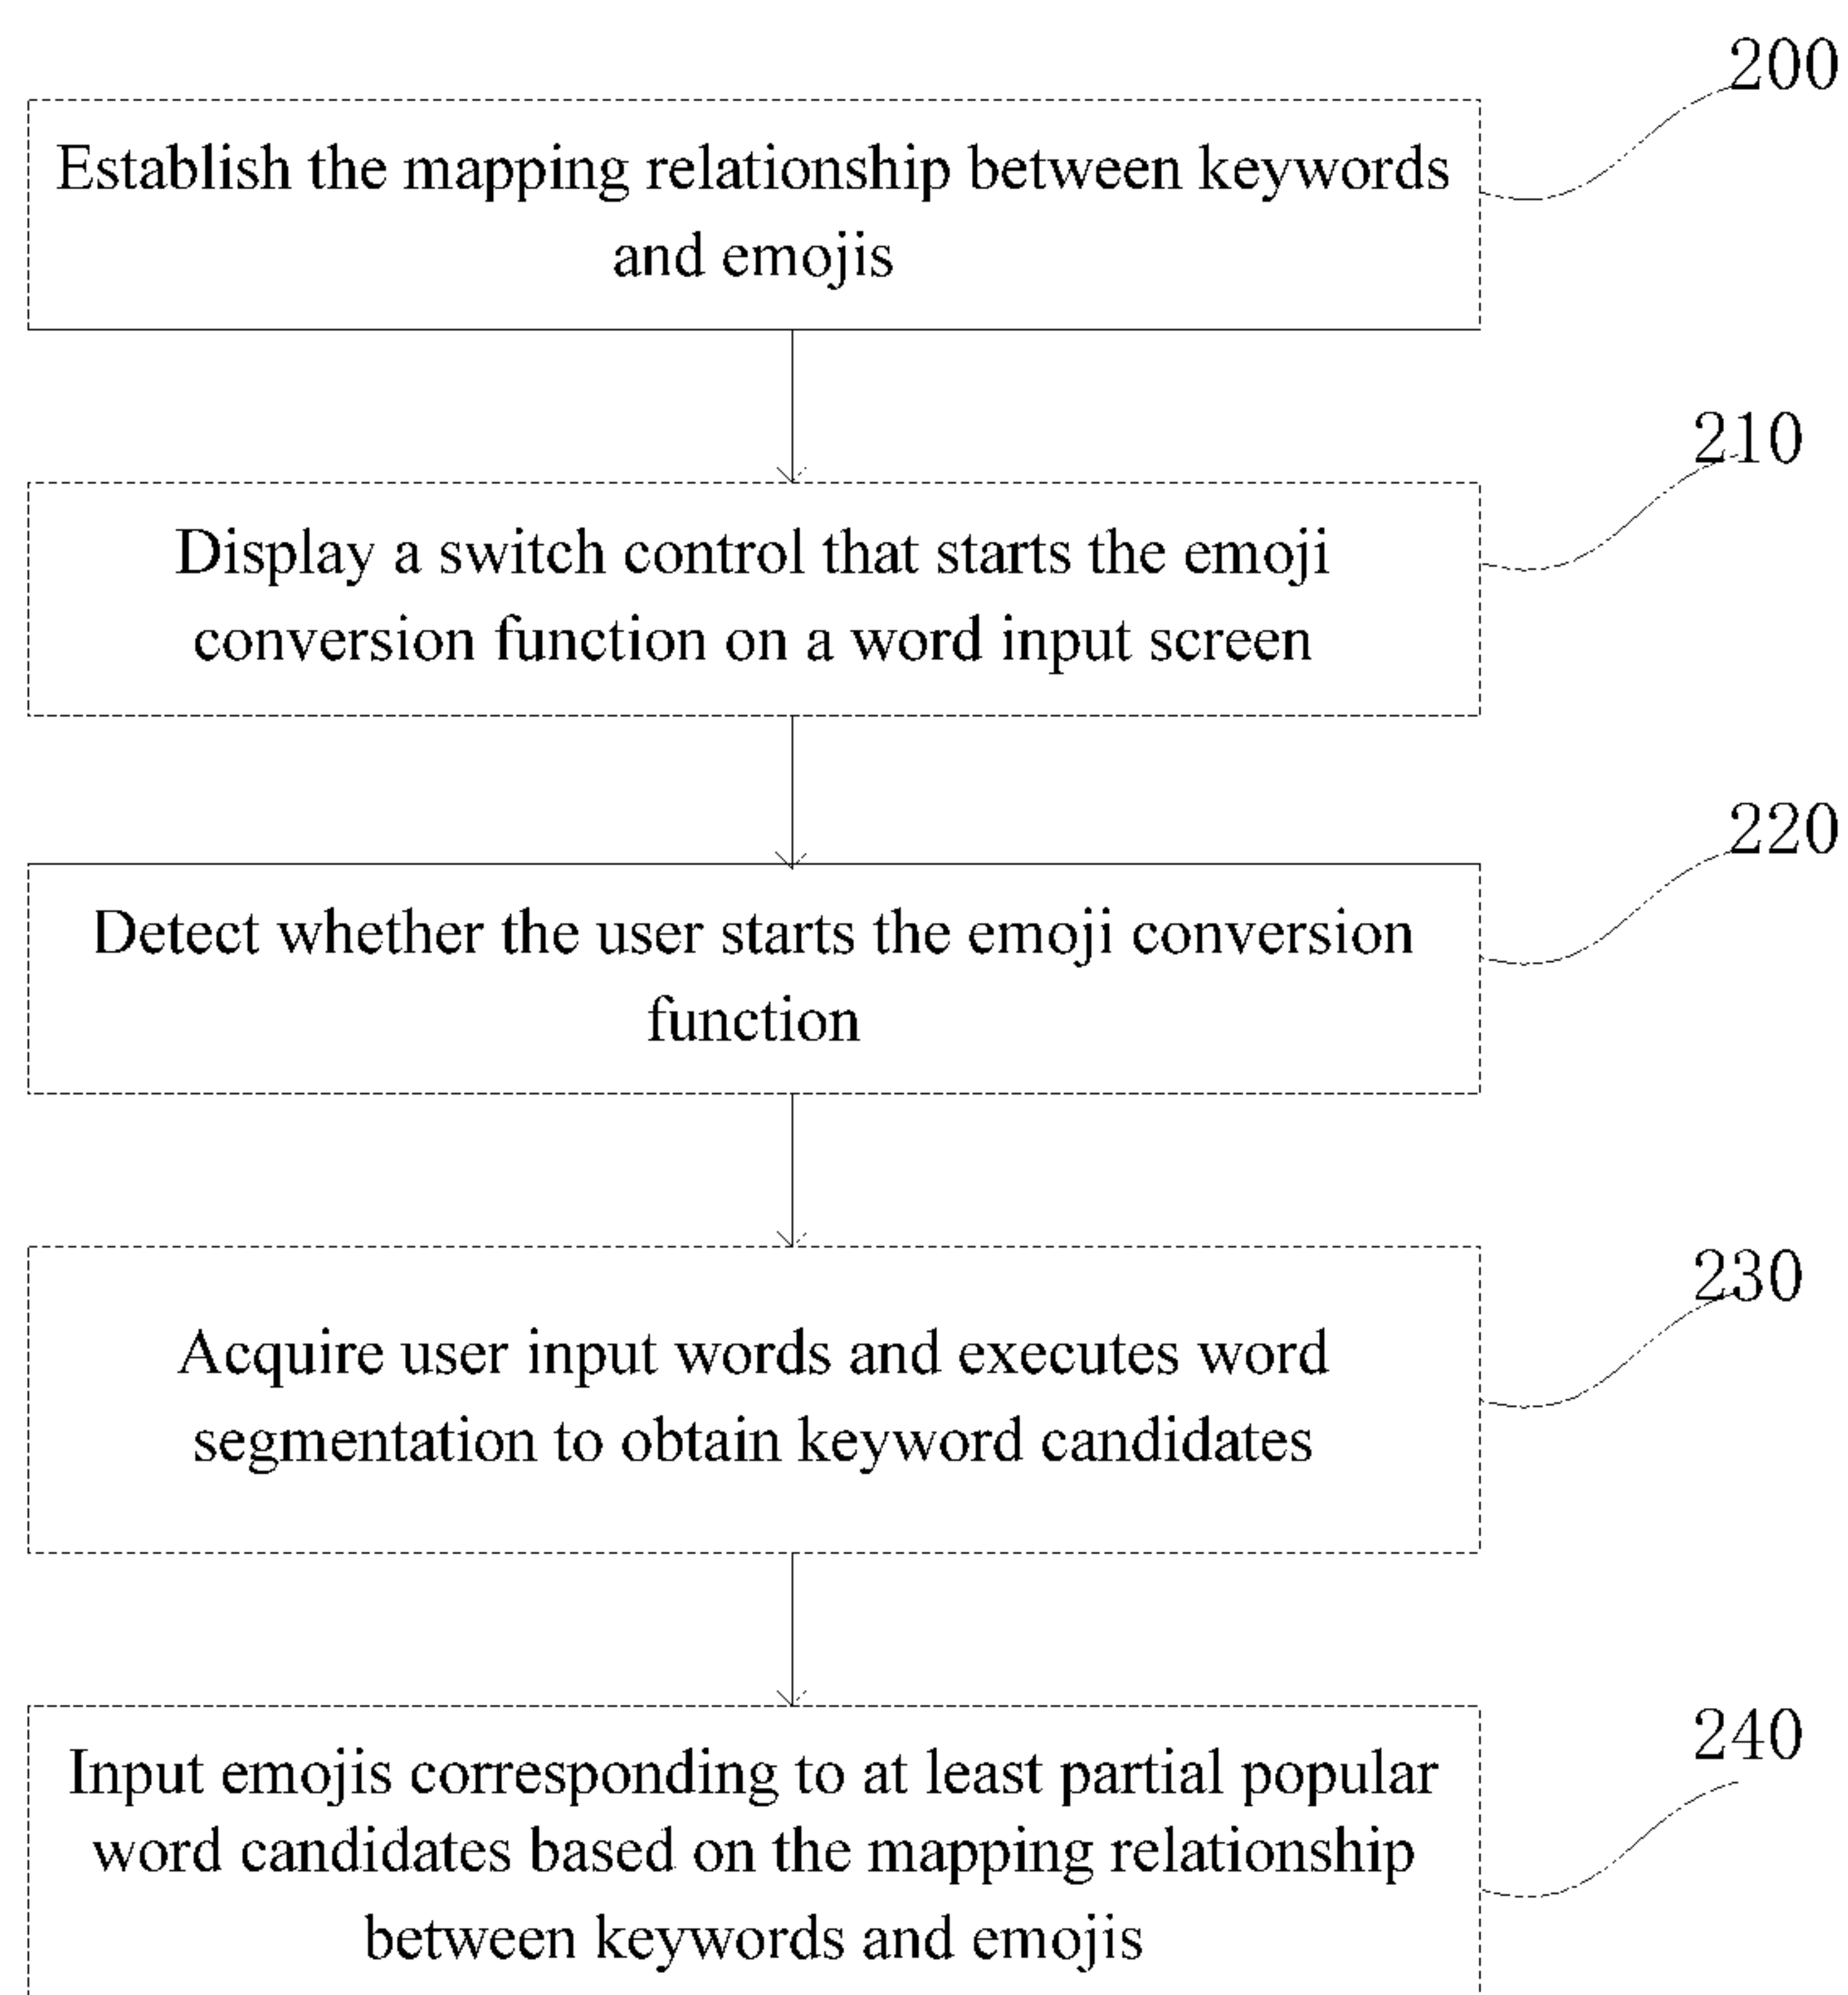 200
Establish the mapping relationship between keywords
and emojis
210
Display a switch control that starts the emoji
conversion function on a word input screen
220
Detect whether the user starts the emoji conversion
function
230
Acquire user input words and executes word
segmentation to obtain keyword candidates
240
Input emojis corresponding to at least partial popular
word candidates based on the mapping relationship
between keywords and emojis